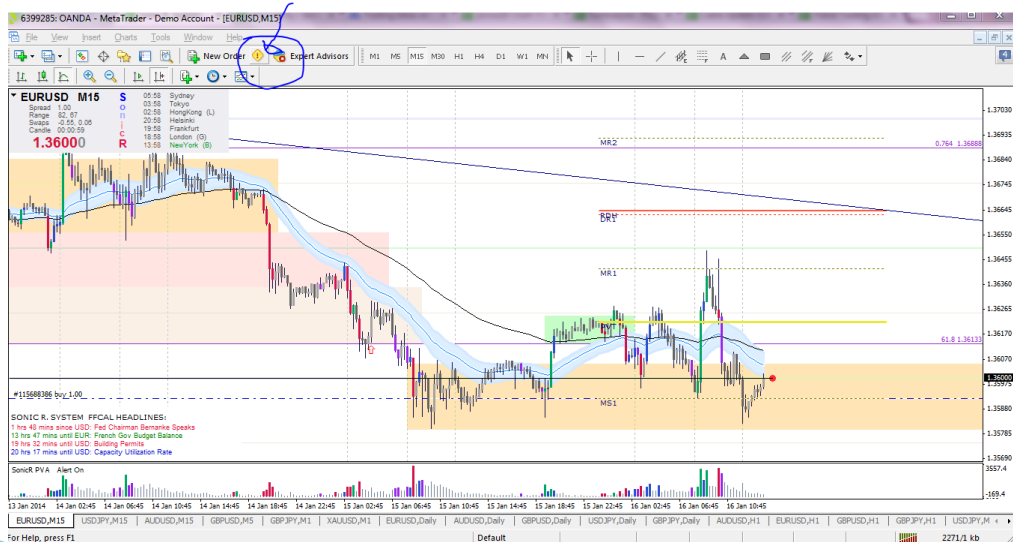 6399285: OANDA - MetaTrader - Demo Account - [EURUSD,M15]
File View Insert Charts Tools Window Help
New Order Expert Advisors M1 M5 M15 M30 H1 H4 D1 W1 MN A
EURUSD M15
Spread 1.00
Range 82, 67
Swaps -0.55, 0.06
Candle 00:00:59
1.36000
S
o
n
i
c
R
05:58 Sydney
03:58 Tokyo
02:58 HongKong (L)
20:58 Helsinki
19:58 Frankfurt
18:58 London (G)
13:58 NewYork (B)
1.37030
1.36935
MR2
0.764 1.36888
1.36840
1.36745
1.36645
RDH
DR1
1.36550
1.36455
MR1
1.36360
1.36265
1.36170
61.8 1.36133
1.36070
1.36000
1.35975
#115688386 buy 1.00
MS1
1.35880
1.35785
1.35690
SONIC R. SYSTEM FFCAL HEADLINES:
1 hrs 48 mins since USD: Fed Chairman Bernanke Speaks
13 hrs 47 mins until EUR: French Gov Budget Balance
19 hrs 32 mins until USD: Building Permits
20 hrs 17 mins until USD: Capacity Utilization Rate
SonicR PVA Alert On
3557.4
-169.4
13 Jan 2014 14 Jan 02:45 14 Jan 06:45 14 Jan 10:45 14 Jan 14:45 14 Jan 18:45 14 Jan 22:45 15 Jan 02:45 15 Jan 06:45 15 Jan 10:45 15 Jan 14:45 15 Jan 18:45 15 Jan 22:45 16 Jan 02:45 16 Jan 06:45 16 Jan 10:45
EURUSD,M15 USDJPY,M15 AUDUSD,M15 GBPUSD,M5 GBPJPY,M1 XAUUSD,M1 EURUSD,Daily AUDUSD,Daily GBPUSD,Daily USDJPY,Daily GBPJPY,Daily AUDUSD,H1 EURUSD,H1 GBPUSD,H1 GBPJPY,H1 USDJPY,M
For Help, press F1 Default 2271/1 kb